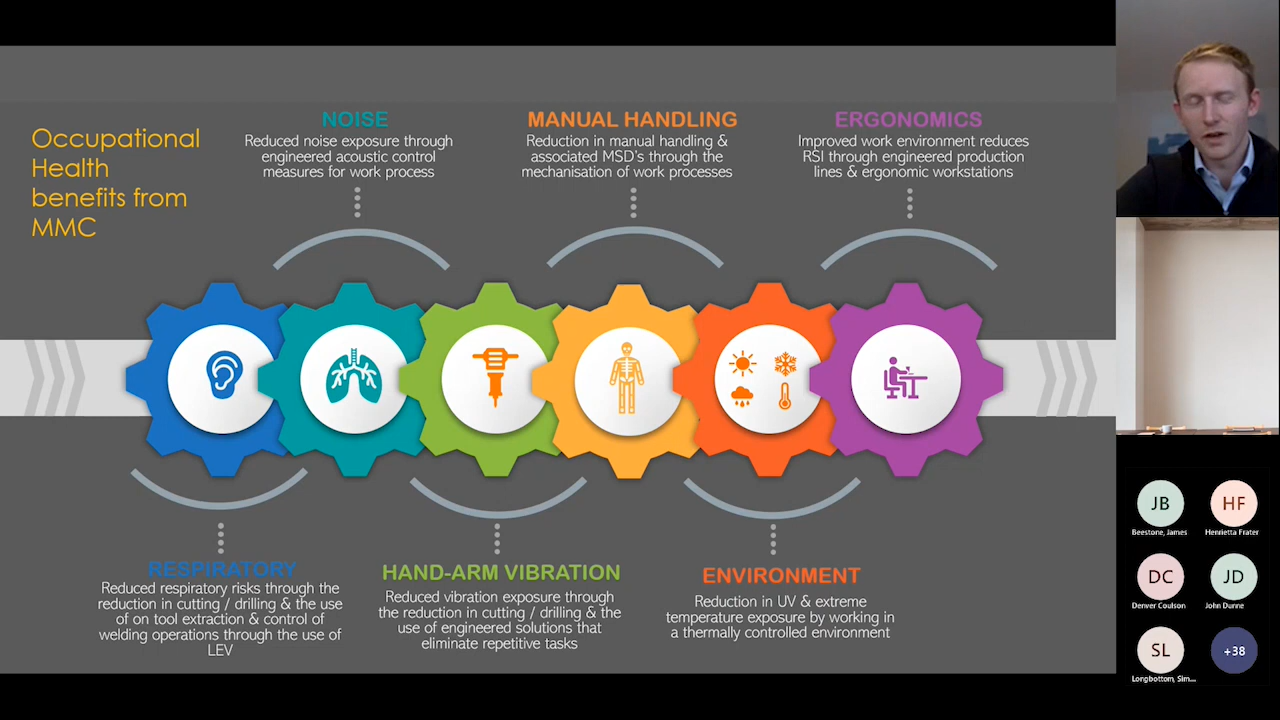 Occupational
Health
benefits from
MMC
NOISE
Reduced noise exposure through
engineered acoustic control
measures for work process
MANUAL HANDLING
Reduction in manual handling &
associated MSD's through the
mechanisation of work processes
ERGONOMICS
Improved work environment reduces
RSI through engineered production
lines & ergonomic workstations
RESPIRATORY
Reduced respiratory risks through the
reduction in cutting / drilling & the use
of on tool extraction & control of
welding operations through the use of
LEV
HAND-ARM VIBRATION
Reduced vibration exposure through
the reduction in cutting / drilling & the
use of engineered solutions that
eliminate repetitive tasks
ENVIRONMENT
Reduction in UV & extreme
temperature exposure by working in
a thermally controlled environment
JB
Beestone, James
HF
Henrietta Frater
DC
Denver Coulson
JD
John Dunne
SL
Longbottom, Sim...
+38